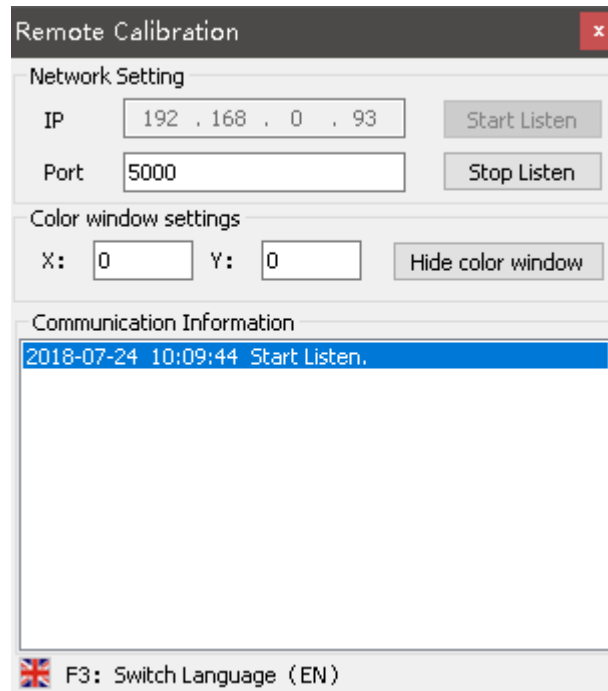 Remote Calibration x
Network Setting
IP 192 . 168 . 0 . 93 Start Listen
Port 5000 Stop Listen
Color window settings
X: 0 Y: 0 Hide color window
Communication Information
2018-07-24 10:09:44 Start Listen.
F3: Switch Language (EN)